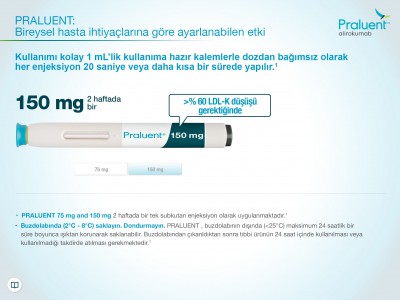 PRALUENT:
Bireysel hasta ihtiyaçlarına göre ayarlanabilen etki
Praluent
alirokumab
Kullanımı kolay 1 mL'lik kullanıma hazır kalemlerle dozdan bağımsız olarak
her enjeksiyon 20 saniye veya daha kısa bir sürede yapılır.¹
150 mg 2 haftada
bir
>% 60 LDL-K düşüşü
gerektiğinde
Praluent 150 mg
75 mg
150 mg
• PRALUENT 75 mg and 150 mg 2 haftada bir tek subkutan enjeksiyon olarak uygulanmaktadır.¹
• Buzdolabında (2°C - 8°C) saklayın. Dondurmayın. PRALUENT , buzdolabının dışında (<25°C) maksimum 24 saatlik bir
süre boyunca ışıktan korunarak saklanabilir. Buzdolabından çıkarıldıktan sonra tıbbi ürünün 24 saat içinde kullanılması veya
kullanılmadığı takdirde atılması gerekmektedir.¹